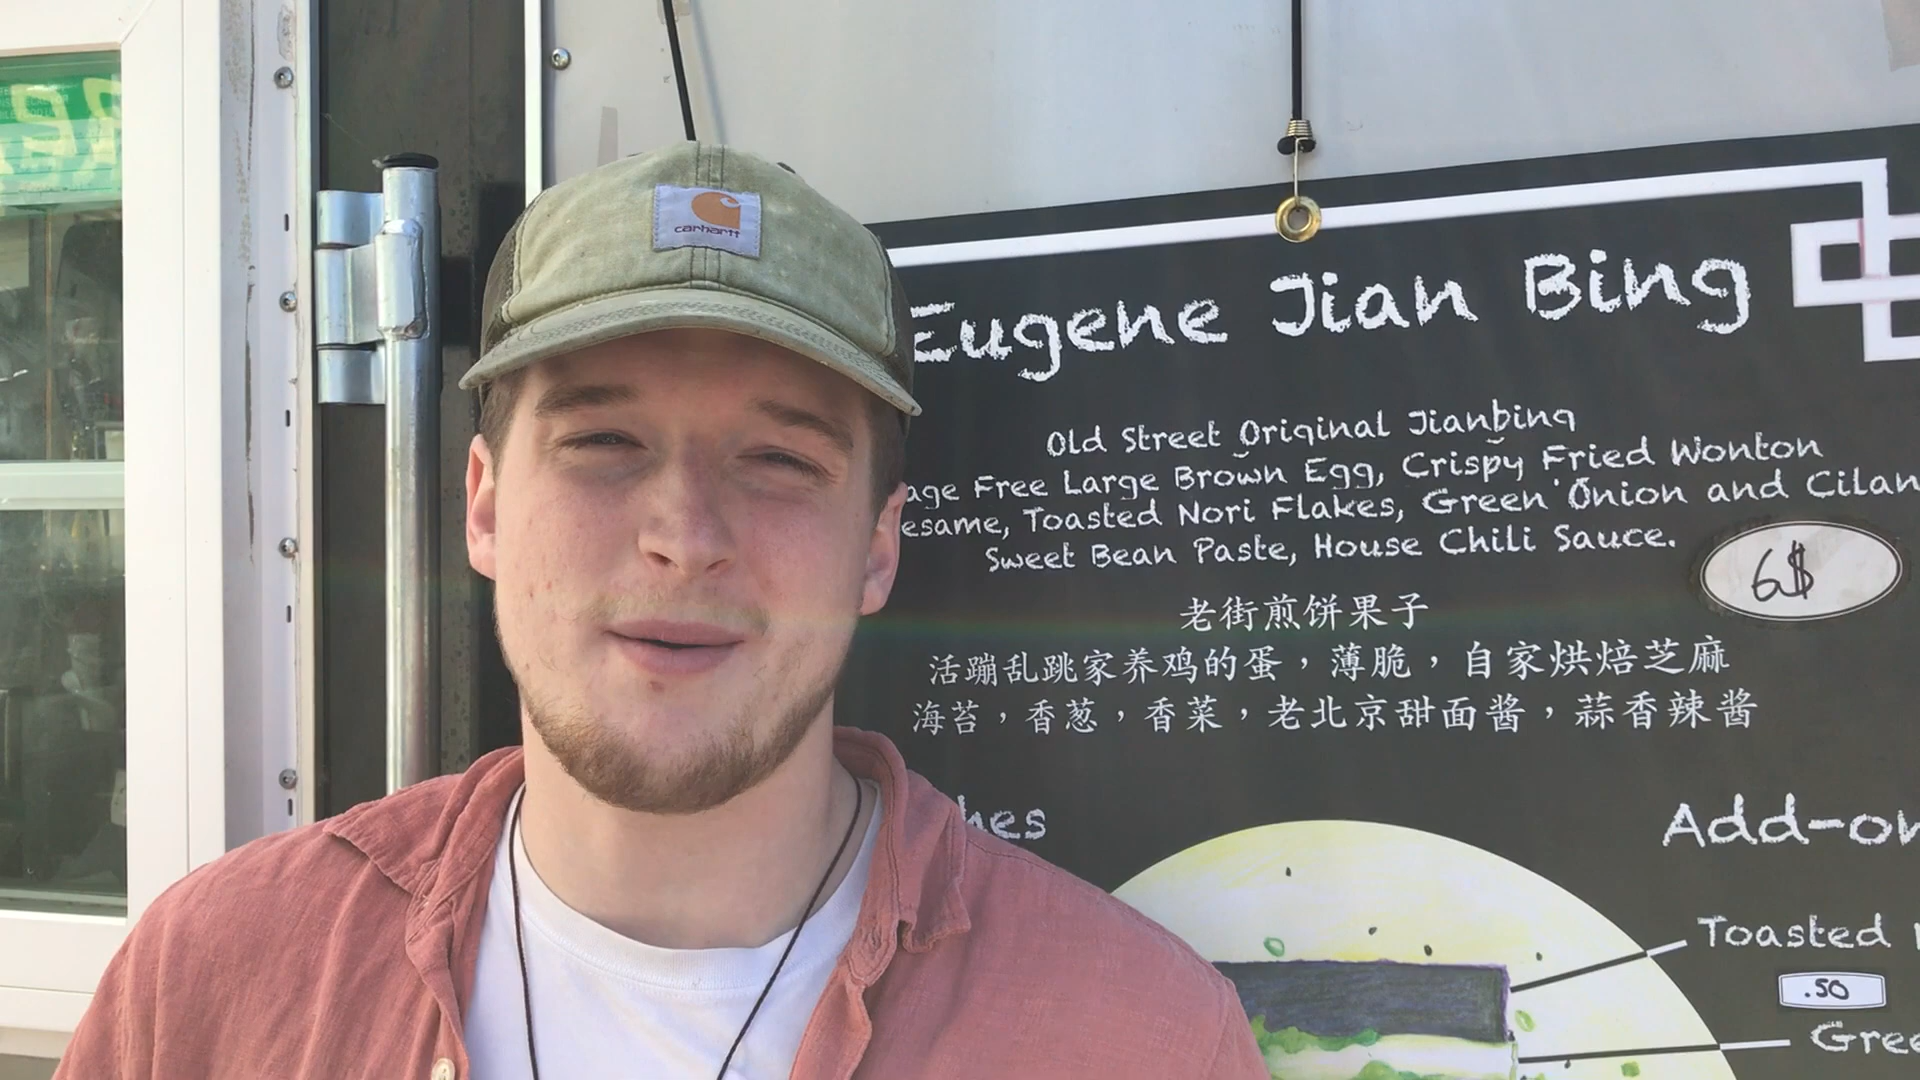 carhartt
Eugene Jian Bing
Old Street Original Jianbing
Free Large Brown Egg, Crispy Fried Wonton
Toasted Nori Flakes, Green Onion and
Sweet Bean Paste, House Chili Sauce.
6$
老街煎饼果子
活蹦乱跳家养鸡的蛋，薄脆，自家烘焙芝麻
海苔，香葱，香菜，老北京甜面酱，蒜香辣酱
Toasted
.50